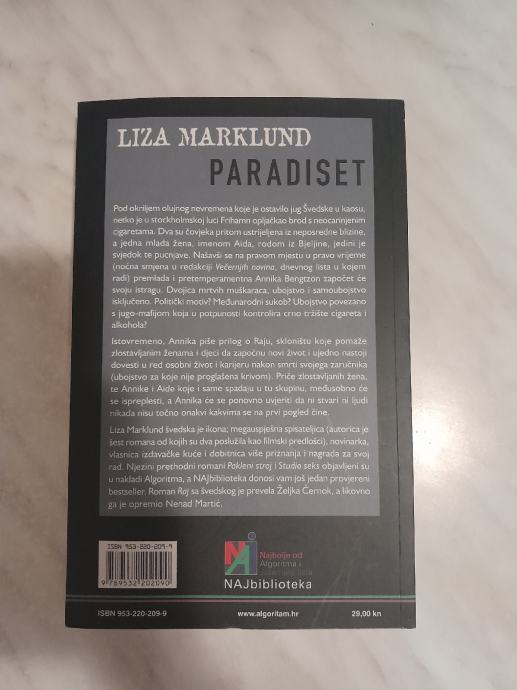 LIZA MARKLUND
PARADISET
Pod okriljem olujnog nevremena koje je ostavilo jug Švedske u kaosu,
netko je u stockholmskoj luci Frihamn opljačkao brod s neocarinjenim
cigaretama. Dva su čovjeka pritom ustrijeljena iz neposredne blizine,
a jedna mlada žena, imenom Aida, rodom iz Bjeljine, jedini je
svjedok te pucnjave. Našavši se na pravom mjestu u pravo vrijeme
(noćna smjena u redakciji Večernjih novina, dnevnog lista u kojem
radi) premlada i pretemperamentna Annika Bengtzon započet će
svoju istragu. Dvojica mrtvih muškaraca, ubojstvo i samoubojstvo
isključeno. Politički motiv? Međunarodni sukob? Ubojstvo povezano
s jugo-mafijom koja u potpunosti kontrolira crno tržište cigareta i
alkohola?
Istovremeno, Annika piše prilog o Raju, skloništu koje pomaže
zlostavljanim ženama i djeci da započnu novi život i ujedno nastoji
dovesti u red osobni život i karijeru nakon smrti svojega zaručnika
(ubojstvo za koje nije proglašena krivom). Priče zlostavljanih žena,
te Annike i Aide koje i same spadaju u tu skupinu, međusobno će
se ispreplesti, a Annika će se ponovno uvjeriti da ni stvari ni ljudi
nikada nisu točno onakvi kakvima se na prvi pogled čine.
Liza Marklund švedska je ikona; megauspješna spisateljica (autorica je
šest romana od kojih su dva poslužila kao filmski predlošci), novinarka,
vlasnica izdavačke kuće i dobitnica više priznanja i nagrada za svoj
rad. Njezini prethodni romani Pakleni stroj i Studio seks objavljeni su
u nakladi Algoritma, a NAJbiblioteka donosi vam još jedan provjereni
bestseller. Roman Raj sa švedskog je prevela Željka Černok, a likovno
ga je opremio Nenad Martić.
ISBN 953-220-209-9
9 789532 202090
NAJ
Najbolje od
Algoritma i
Jutarnjeg lista
NAJbiblioteka
ISBN 953-220-209-9
www.algoritam.hr
29,00 kn